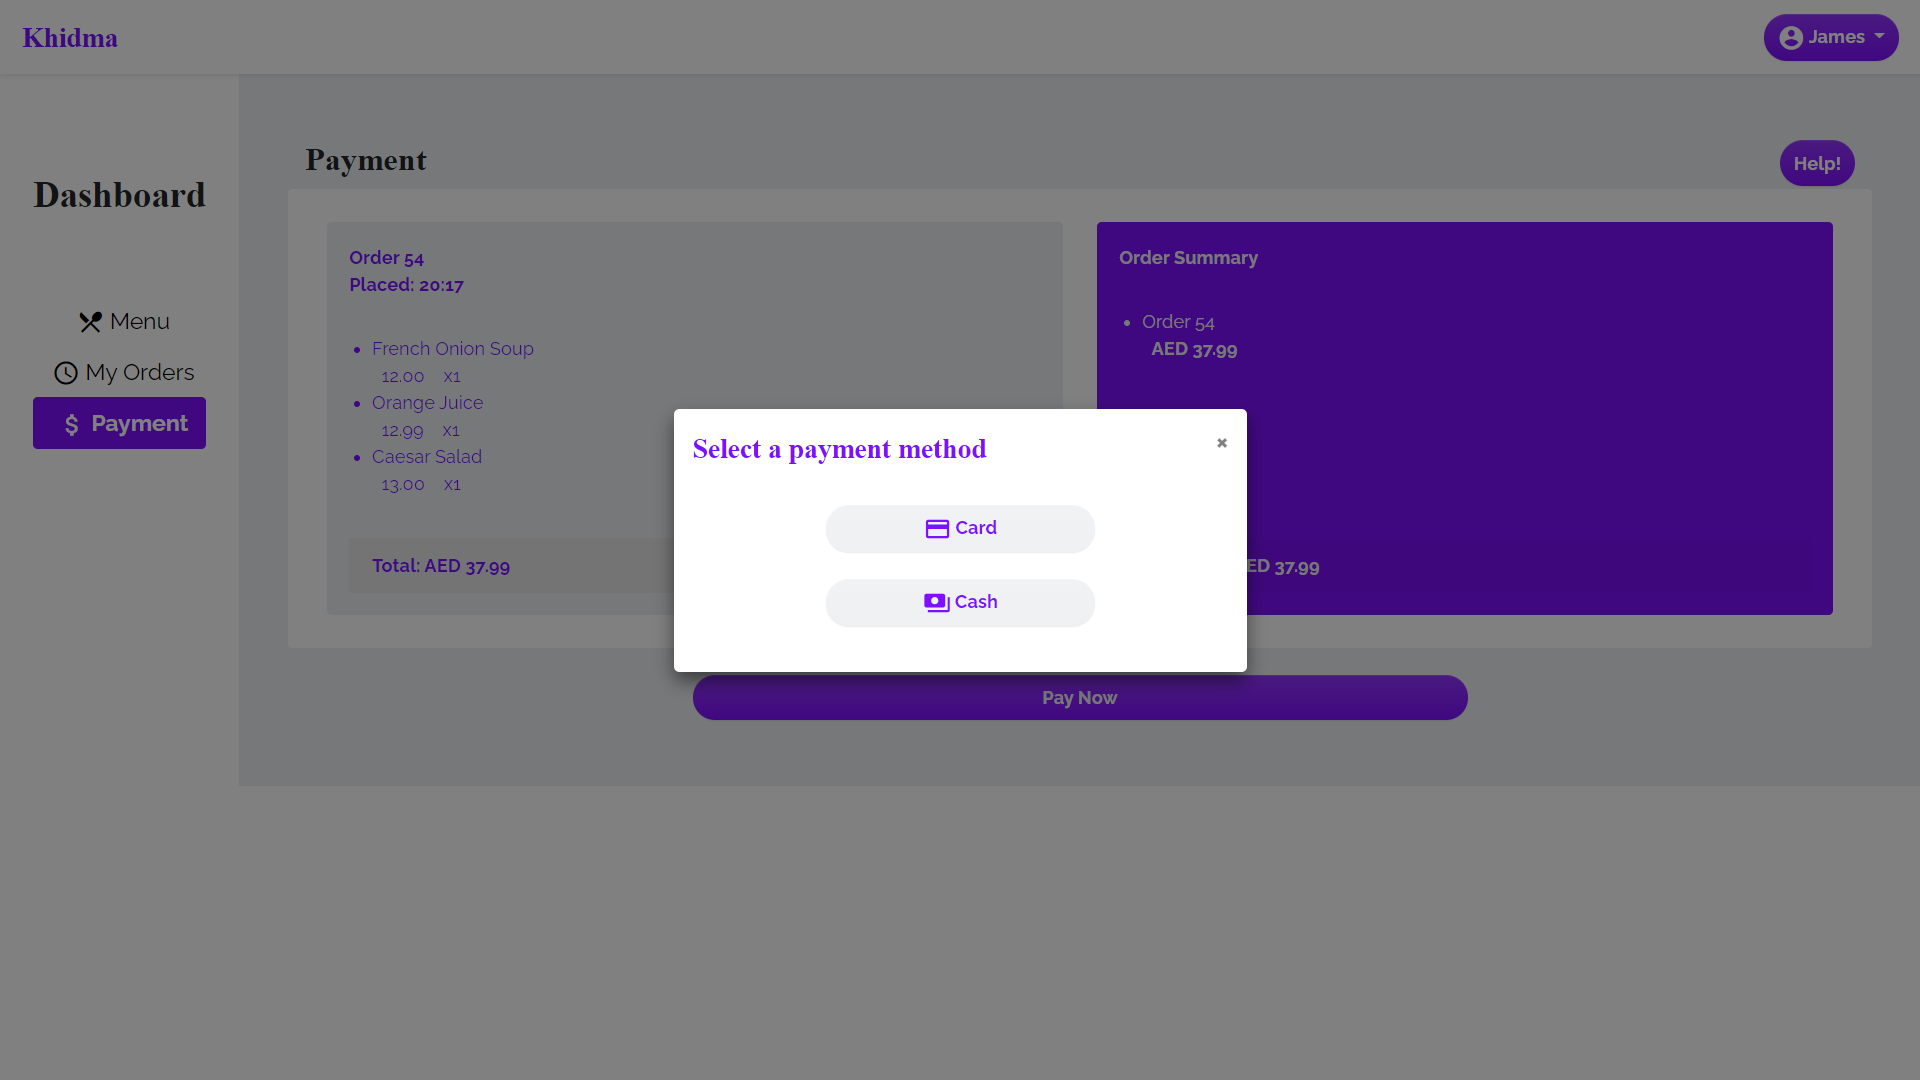 Khidma
James
Dashboard
Menu
My Orders
Payment
Payment
Help!
Order 54
Placed: 20:17
French Onion Soup
12.00 x1
Orange Juice
12.99 x1
Caesar Salad
13.00 x1
Total: AED 37.99
Order Summary
Order 54
AED 37.99
37.99
Select a payment method
×
Card
Cash
Pay Now